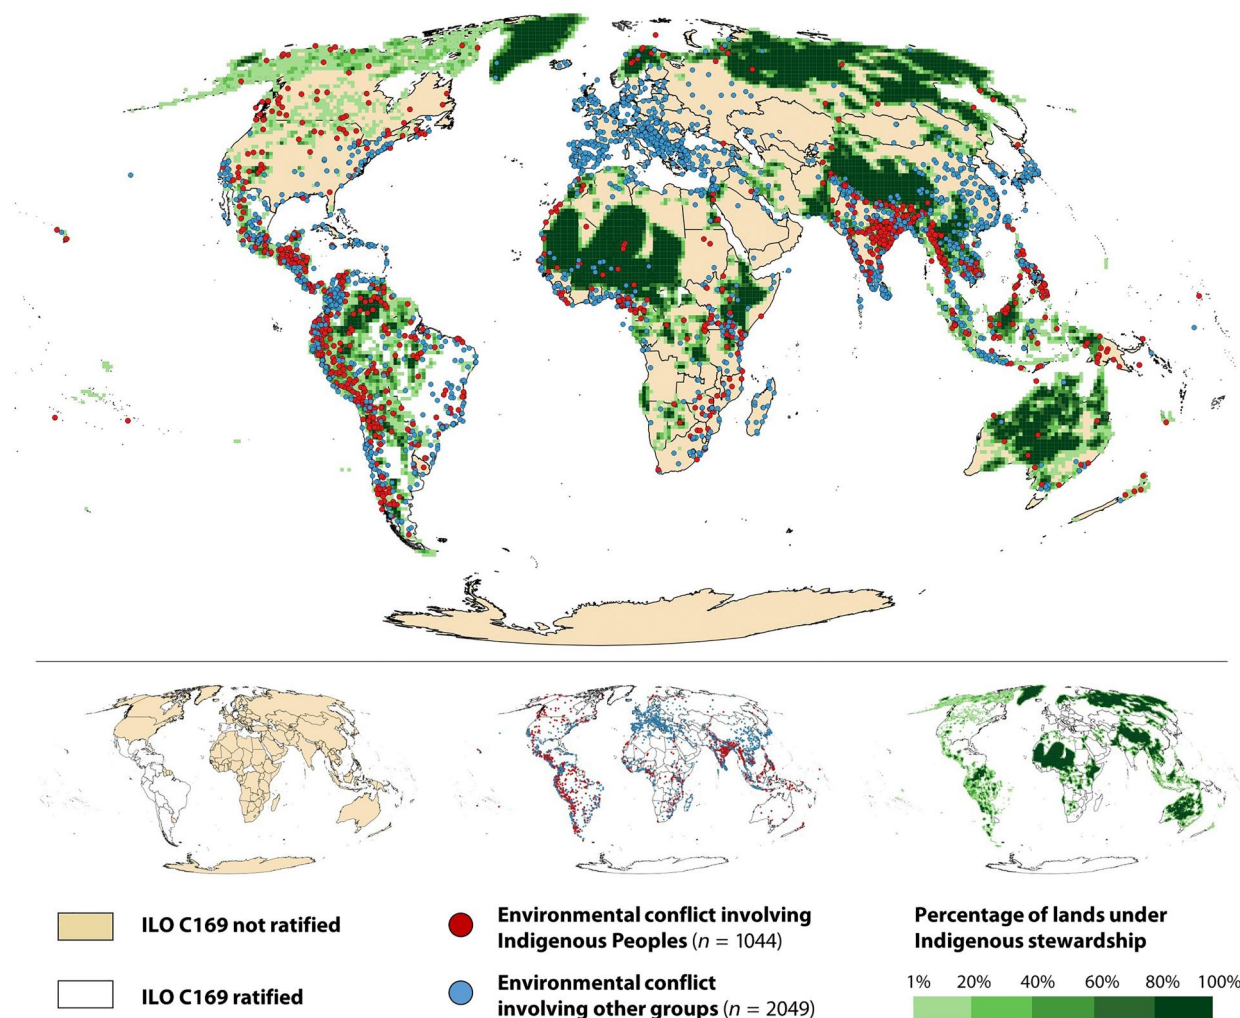 ILO C169 not ratified
ILO C169 ratified
Environmental conflict involving
Indigenous Peoples (n = 1044)
Environmental conflict
involving other groups (n = 2049)
Percentage of lands under
Indigenous stewardship
1% 20% 40% 60% 80% 100%